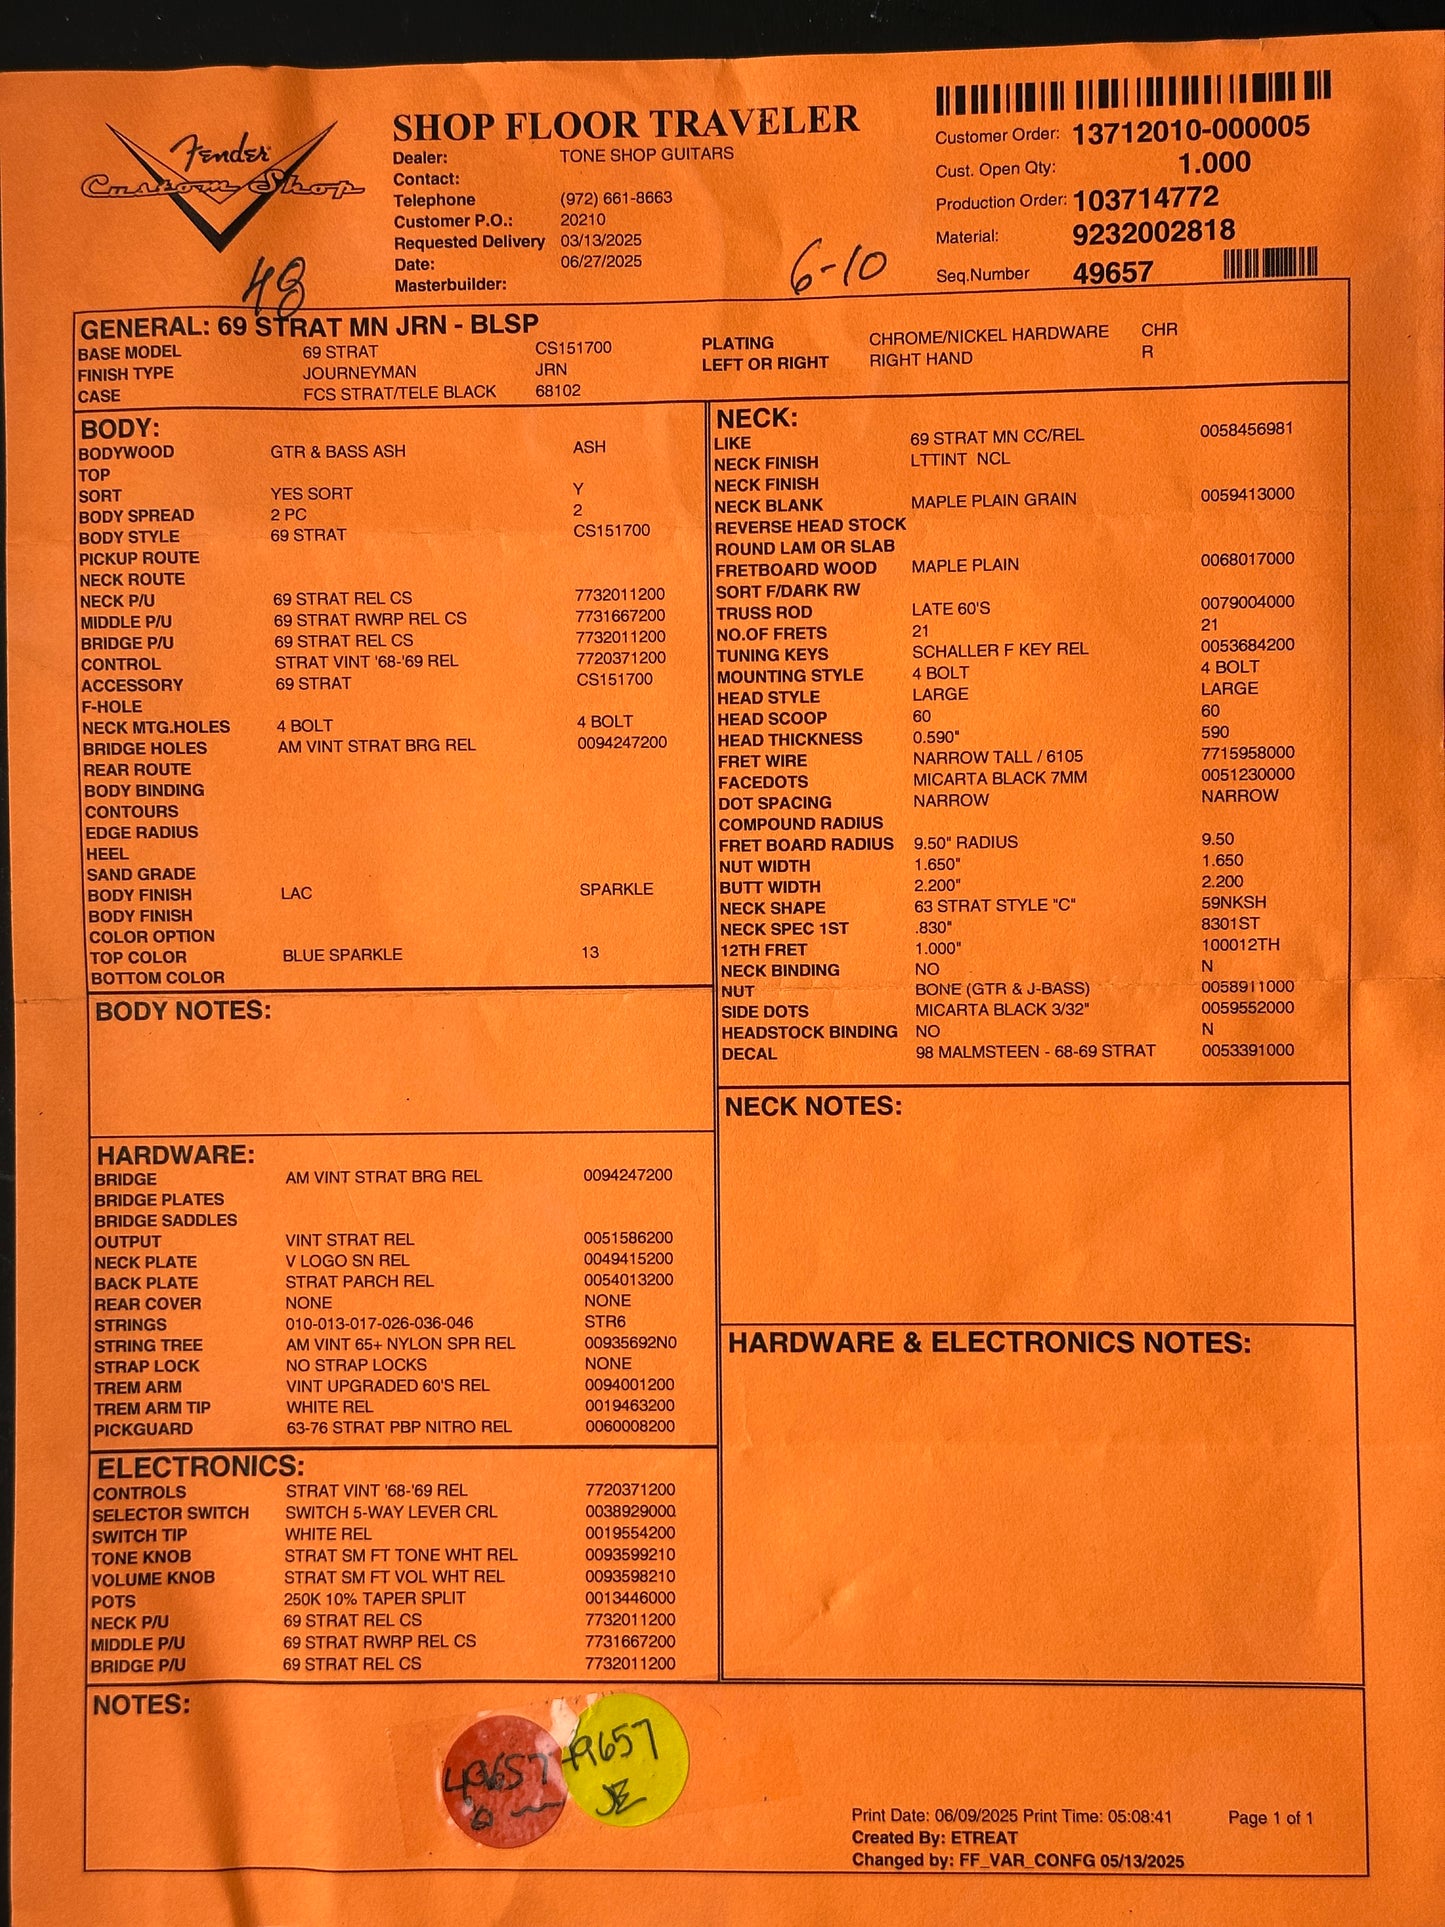 Fender
Custom Shop
SHOP FLOOR TRAVELER
Dealer: TONE SHOP GUITARS
Contact:
Telephone (972) 661-8663
Customer P.O.: 20210
Requested Delivery 03/13/2025
Date: 06/27/2025
Masterbuilder:
Customer Order: 13712010-000005
Cust. Open Qty: 1.000
Production Order: 103714772
Material: 9232002818
Seq.Number 49657
48
6-10
GENERAL: 69 STRAT MN JRN - BLSP
BASE MODEL 69 STRAT CS151700
FINISH TYPE JOURNEYMAN JRN
CASE FCS STRAT/TELE BLACK 68102
PLATING CHROME/NICKEL HARDWARE CHR
LEFT OR RIGHT RIGHT HAND R
BODY:
BODYWOOD GTR & BASS ASH ASH
TOP
SORT YES SORT Y
BODY SPREAD 2 PC 2
BODY STYLE 69 STRAT CS151700
PICKUP ROUTE
NECK ROUTE
NECK P/U 69 STRAT REL CS 7732011200
MIDDLE P/U 69 STRAT RWRP REL CS 7731667200
BRIDGE P/U 69 STRAT REL CS 7732011200
CONTROL STRAT VINT '68-'69 REL 7720371200
ACCESSORY 69 STRAT CS151700
F-HOLE
NECK MTG.HOLES 4 BOLT 4 BOLT
BRIDGE HOLES AM VINT STRAT BRG REL 0094247200
REAR ROUTE
BODY BINDING
CONTOURS
EDGE RADIUS
HEEL
SAND GRADE
BODY FINISH LAC SPARKLE
BODY FINISH
COLOR OPTION
TOP COLOR BLUE SPARKLE 13
BOTTOM COLOR
BODY NOTES:
NECK:
LIKE 69 STRAT MN CC/REL 0058456981
NECK FINISH LTTINT NCL
NECK FINISH
NECK BLANK MAPLE PLAIN GRAIN 0059413000
REVERSE HEAD STOCK
ROUND LAM OR SLAB
FRETBOARD WOOD MAPLE PLAIN 0068017000
SORT F/DARK RW
TRUSS ROD LATE 60'S 0079004000
NO.OF FRETS 21 21
TUNING KEYS SCHALLER F KEY REL 0053684200
MOUNTING STYLE 4 BOLT 4 BOLT
HEAD STYLE LARGE LARGE
HEAD SCOOP 60 60
HEAD THICKNESS 0.590" 590
FRET WIRE NARROW TALL / 6105 7715958000
FACEDOTS MICARTA BLACK 7MM 0051230000
DOT SPACING NARROW NARROW
COMPOUND RADIUS
FRET BOARD RADIUS 9.50" RADIUS 9.50
NUT WIDTH 1.650" 1.650
BUTT WIDTH 2.200" 2.200
NECK SHAPE 63 STRAT STYLE "C" 59NKSH
NECK SPEC 1ST .830" 8301ST
12TH FRET 1.000" 100012TH
NECK BINDING NO N
NUT BONE (GTR & J-BASS) 0058911000
SIDE DOTS MICARTA BLACK 3/32" 0059552000
HEADSTOCK BINDING NO N
DECAL 98 MALMSTEEN - 68-69 STRAT 0053391000
NECK NOTES:
HARDWARE:
BRIDGE AM VINT STRAT BRG REL 0094247200
BRIDGE PLATES
BRIDGE SADDLES
OUTPUT VINT STRAT REL 0051586200
NECK PLATE V LOGO SN REL 0049415200
BACK PLATE STRAT PARCH REL 0054013200
REAR COVER NONE NONE
STRINGS 010-013-017-026-036-046 STR6
STRING TREE AM VINT 65+ NYLON SPR REL 00935692N0
STRAP LOCK NO STRAP LOCKS NONE
TREM ARM VINT UPGRADED 60'S REL 0094001200
TREM ARM TIP WHITE REL 0019463200
PICKGUARD 63-76 STRAT PBP NITRO REL 0060008200
HARDWARE & ELECTRONICS NOTES:
ELECTRONICS:
CONTROLS STRAT VINT '68-'69 REL 7720371200
SELECTOR SWITCH SWITCH 5-WAY LEVER CRL 0038929000
SWITCH TIP WHITE REL 0019554200
TONE KNOB STRAT SM FT TONE WHT REL 0093599210
VOLUME KNOB STRAT SM FT VOL WHT REL 0093598210
POTS 250K 10% TAPER SPLIT 0013446000
NECK P/U 69 STRAT REL CS 7732011200
MIDDLE P/U 69 STRAT RWRP REL CS 7731667200
BRIDGE P/U 69 STRAT REL CS 7732011200
NOTES:
49657
49657
JE
Print Date: 06/09/2025 Print Time: 05:08:41 Page 1 of 1
Created By: ETREAT
Changed by: FF_VAR_CONFG 05/13/2025